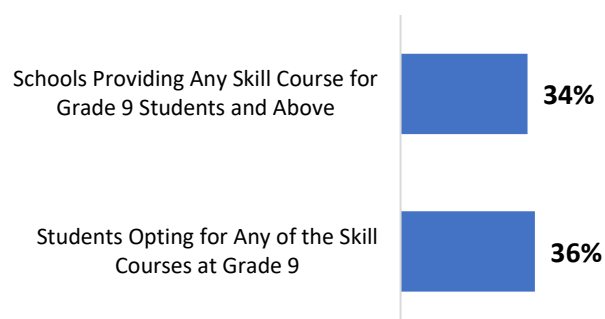 Schools Providing Any Skill Course for
Grade 9 Students and Above
34%
Students Opting for Any of the Skill
Courses at Grade 9
36%